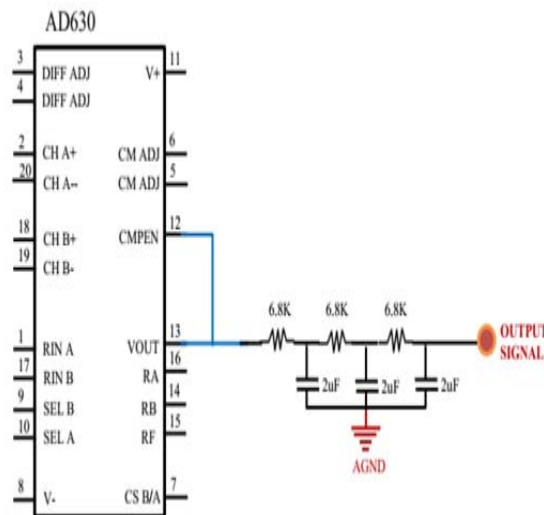 AD630
3 DIFF ADJ V+ 11
4 DIFF ADJ
2 CH A+ CM ADJ 6
20 CH A-- CM ADJ 5
18 CH B+ CMPEN 12
19 CH B-
1 RIN A VOUT 13
17 RIN B RA 16
9 SEL B RB 14
10 SEL A RF 15
8 V- CS B/A 7
6.8K 6.8K 6.8K
2uF 2uF 2uF
OUTPUT
SIGNAL
AGND